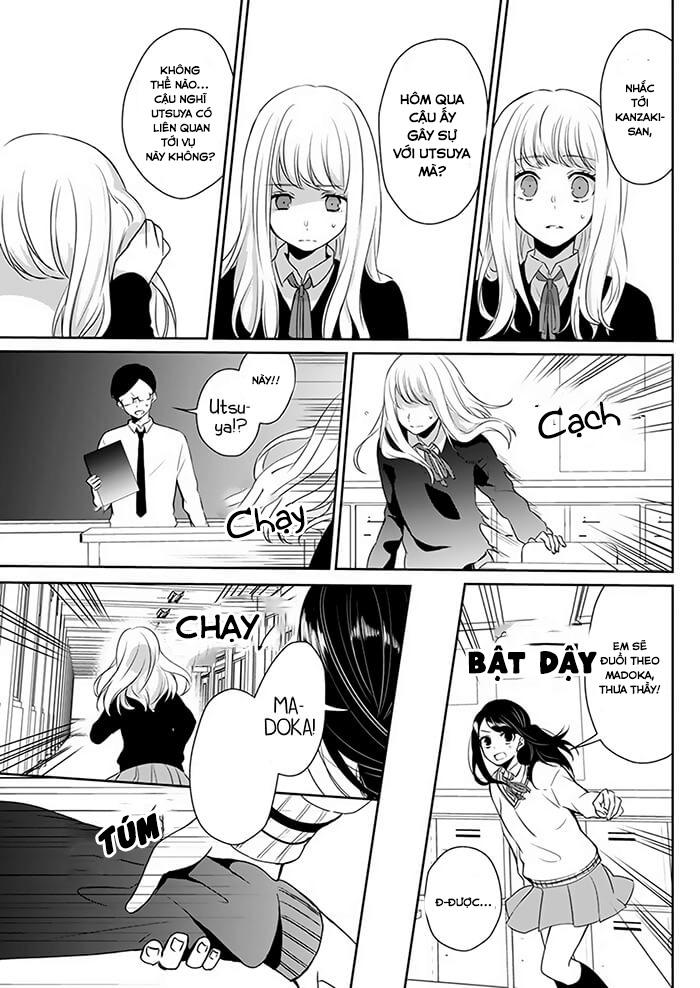 NHẮC
TỚI
KANZAKI-
SAN,
HÔM QUA
CẬU ẤY
GÂY SỰ
VỚI UTSUYA
MÀ?
KHÔNG
THỂ NÀO...
CẬU NGHĨ
UTSUYA CÓ
LIÊN QUAN
TỚI VỤ
NÀY KHÔNG?
Cạch
NÀY!!
Utsu-
ya!?
Chạy
EM SẼ
ĐUỔI THEO
MADOKA,
THƯA THẦY!
BẬT DẬY
Đ-ĐƯỢC...
CHẠY
MA-
DOKA!
TÚM